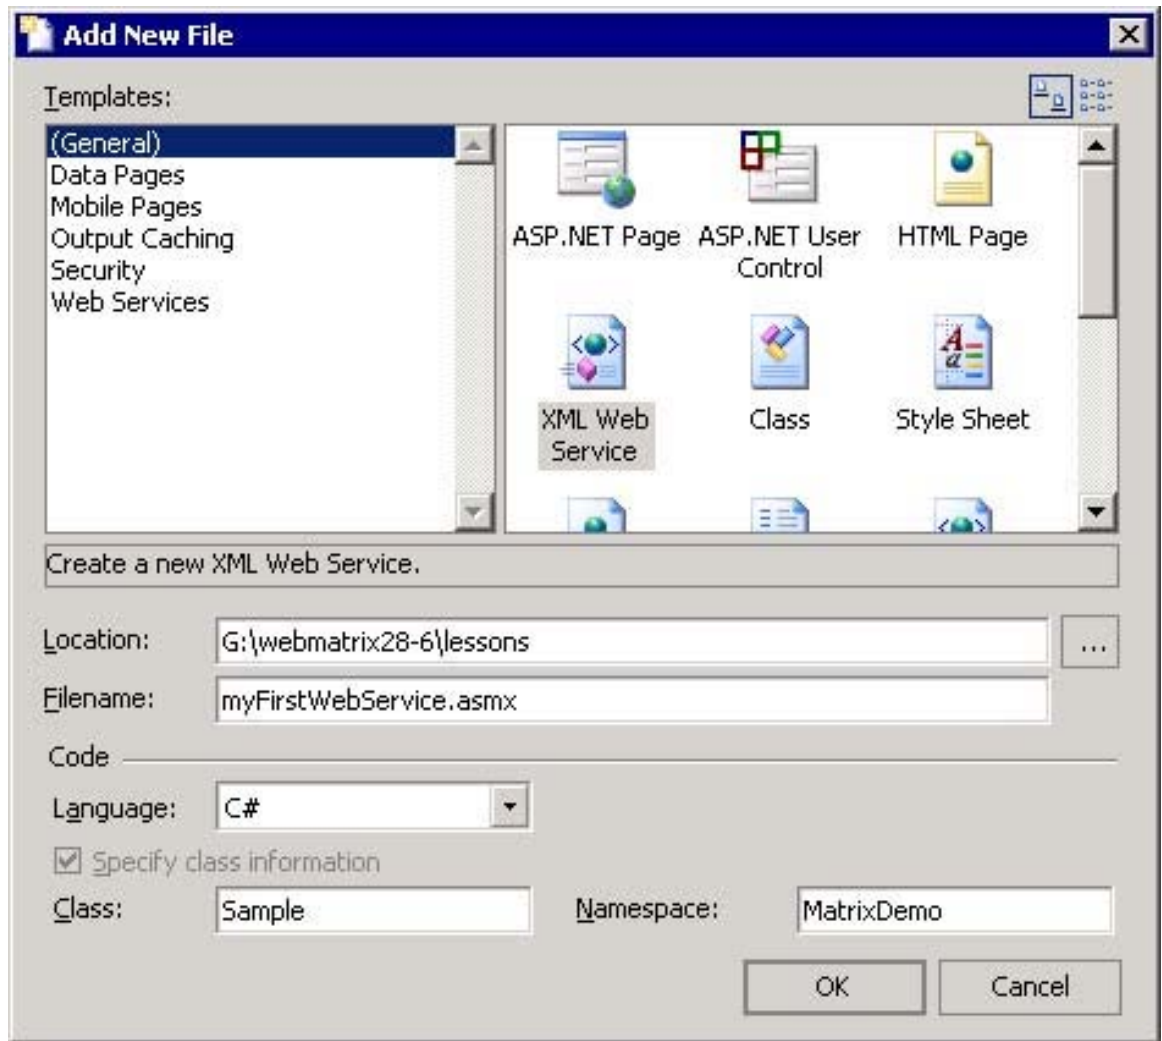 Add New File
Templates:
(General)
Data Pages
Mobile Pages
Output Caching
Security
Web Services
ASP.NET Page
ASP.NET User
Control
HTML Page
XML Web
Service
Class
Style Sheet
Create a new XML Web Service.
Location:
G:\webmatrix28-6\lessons
...
Filename:
myFirstWebService.asmx
Code
Language:
C#
Specify class information
Class:
Sample
Namespace:
MatrixDemo
OK
Cancel